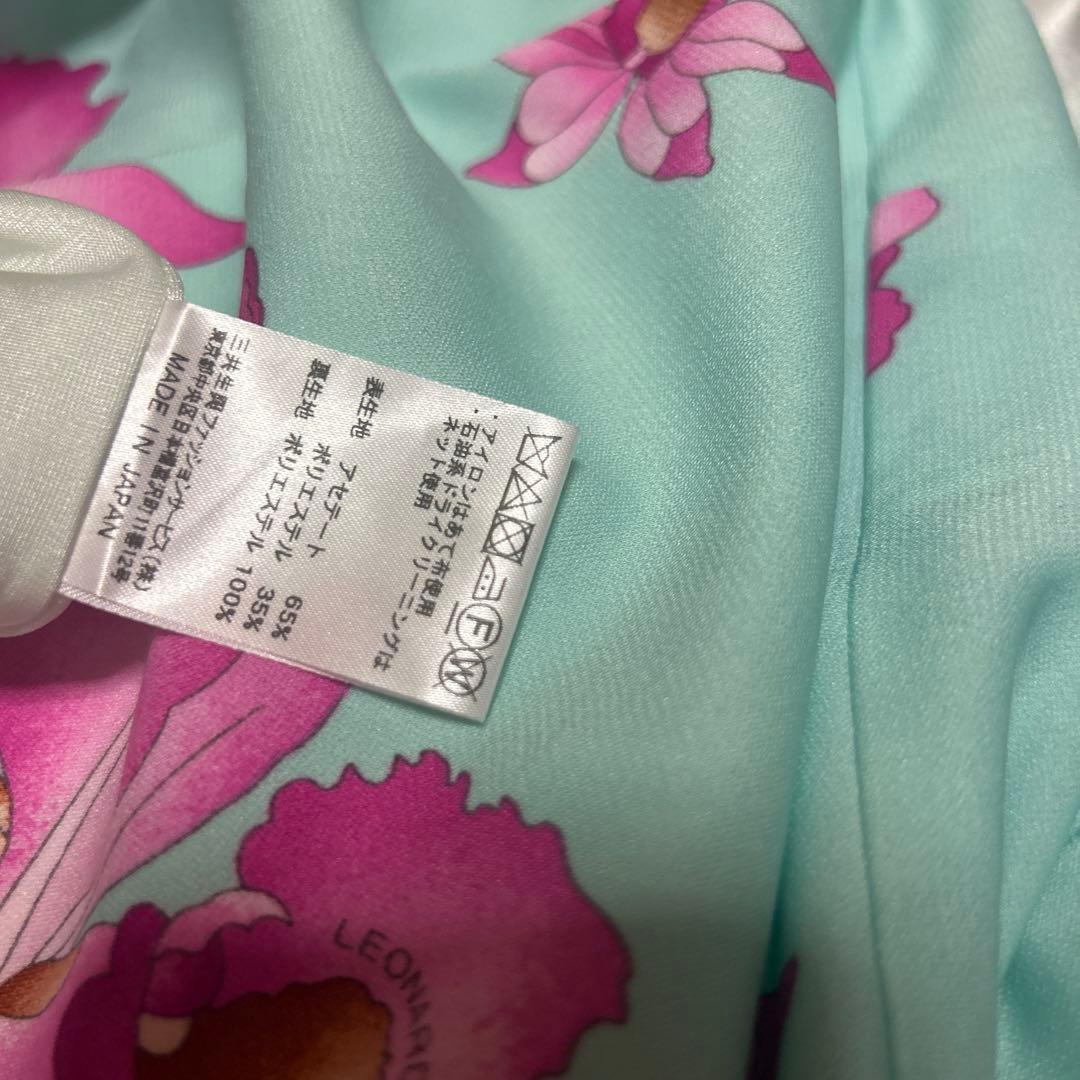 ・アイロンはあて布使用
・石油系ドライクリーニングは
ネット使用
表生地 アセテート 65%
ポリエステル 35%
裏生地 ポリエステル 100%
三共生興ファッションサービス(株)
東京都中央区日本橋富沢町11番12号
MADE IN JAPAN
F
W
LEONARD